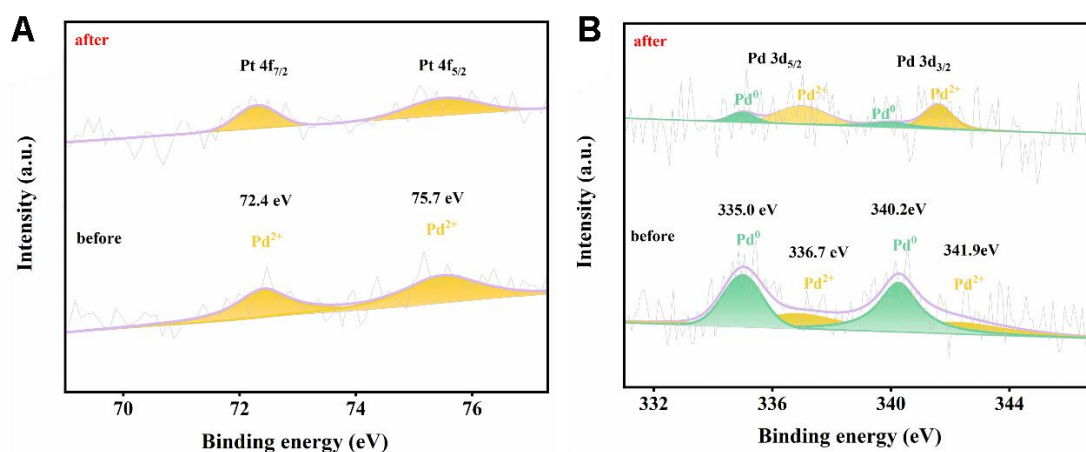 A
after
Pt 4f7/2
Pt 4f5/2
72.4 eV
75.7 eV
before
Pd2+
Pd2+
Intensity (a.u.)
70
72
74
76
Binding energy (eV)
B
after
Pd 3d5/2
Pd 3d3/2
Pd0
Pd2+
Pd0
Pd2+
335.0 eV
340.2eV
before
Pd0
336.7 eV
Pd0
341.9eV
Pd2+
Pd2+
Intensity (a.u.)
332
336
340
344
Binding energy (eV)